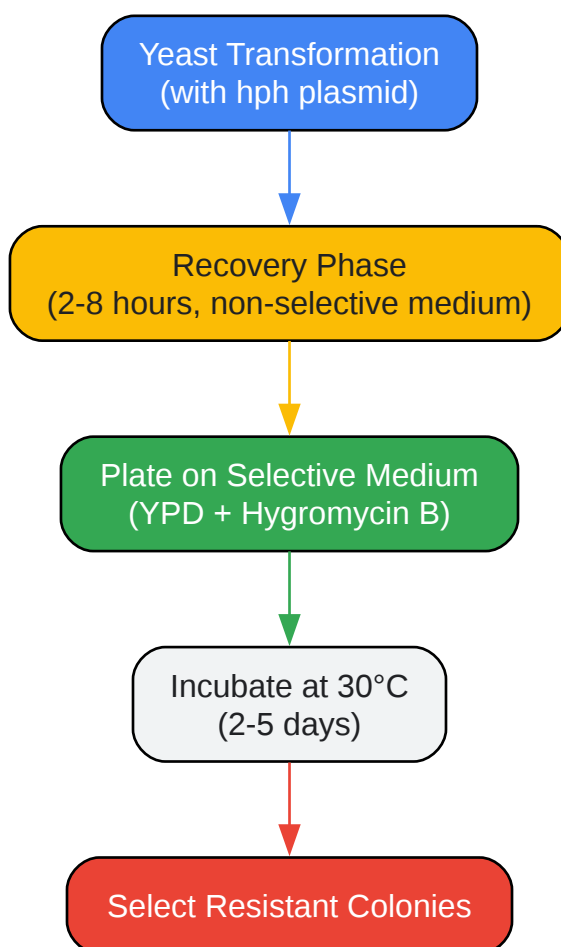 Yeast Transformation
(with hph plasmid)
Recovery Phase
(2-8 hours, non-selective medium)
Plate on Selective Medium
(YPD + Hygromycin B)
Incubate at 30°C
(2-5 days)
Select Resistant Colonies